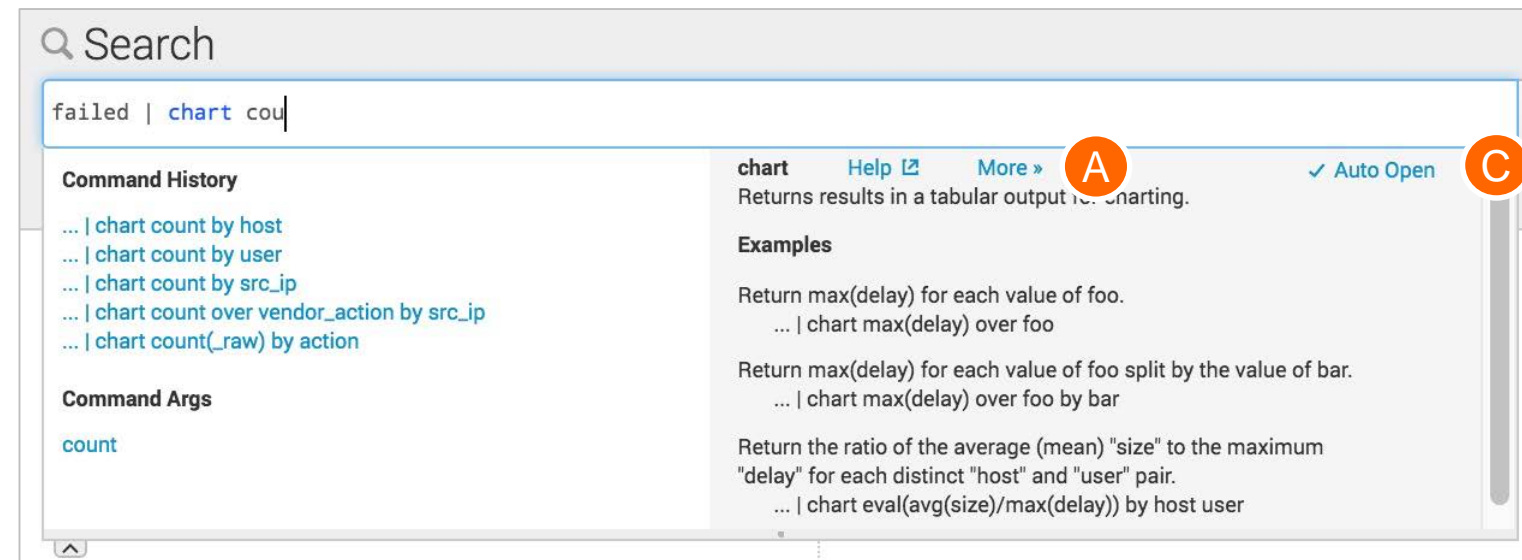 Search
failed | chart cou
Command History
... | chart count by host
... | chart count by user
... | chart count by src_ip
... | chart count over vendor_action by src_ip
... | chart count(_raw) by action
Command Args
count
chart Help More » A ✓ Auto Open C
Returns results in a tabular output for charting.
Examples
Return max(delay) for each value of foo.
... | chart max(delay) over foo
Return max(delay) for each value of foo split by the value of bar.
... | chart max(delay) over foo by bar
Return the ratio of the average (mean) "size" to the maximum
"delay" for each distinct "host" and "user" pair.
... | chart eval(avg(size)/max(delay)) by host user